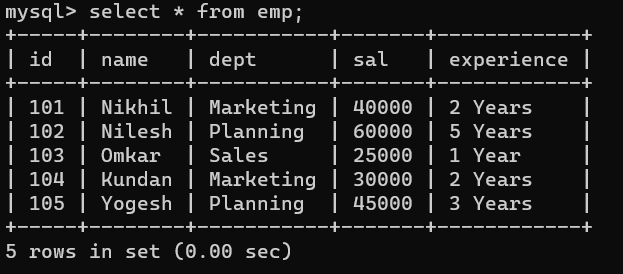 mysql> select * from emp;
+-----+--------+-----------+-------+------------+
| id  | name   | dept      | sal   | experience |
+-----+--------+-----------+-------+------------+
| 101 | Nikhil | Marketing | 40000 | 2 Years    |
| 102 | Nilesh | Planning  | 60000 | 5 Years    |
| 103 | Omkar  | Sales     | 25000 | 1 Year     |
| 104 | Kundan | Marketing | 30000 | 2 Years    |
| 105 | Yogesh | Planning  | 45000 | 3 Years    |
+-----+--------+-----------+-------+------------+
5 rows in set (0.00 sec)